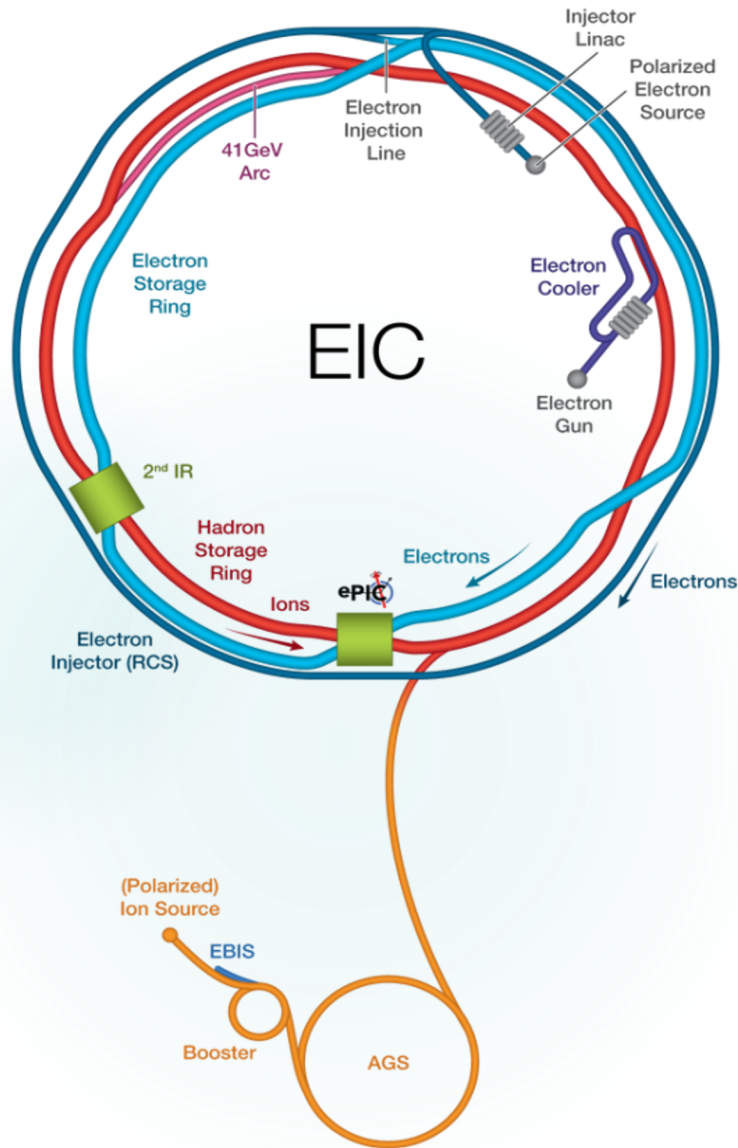 Injector
Linac
Polarized
Electron
Source
Electron
Injection
Line
41GeV
Arc
Electron
Storage
Ring
Electron
Cooler
EIC
Electron
Gun
2nd IR
Hadron
Storage
Ring
ePIC
Electrons
Electrons
Ions
Electron
Injector (RCS)
(Polarized)
Ion Source
EBIS
Booster
AGS